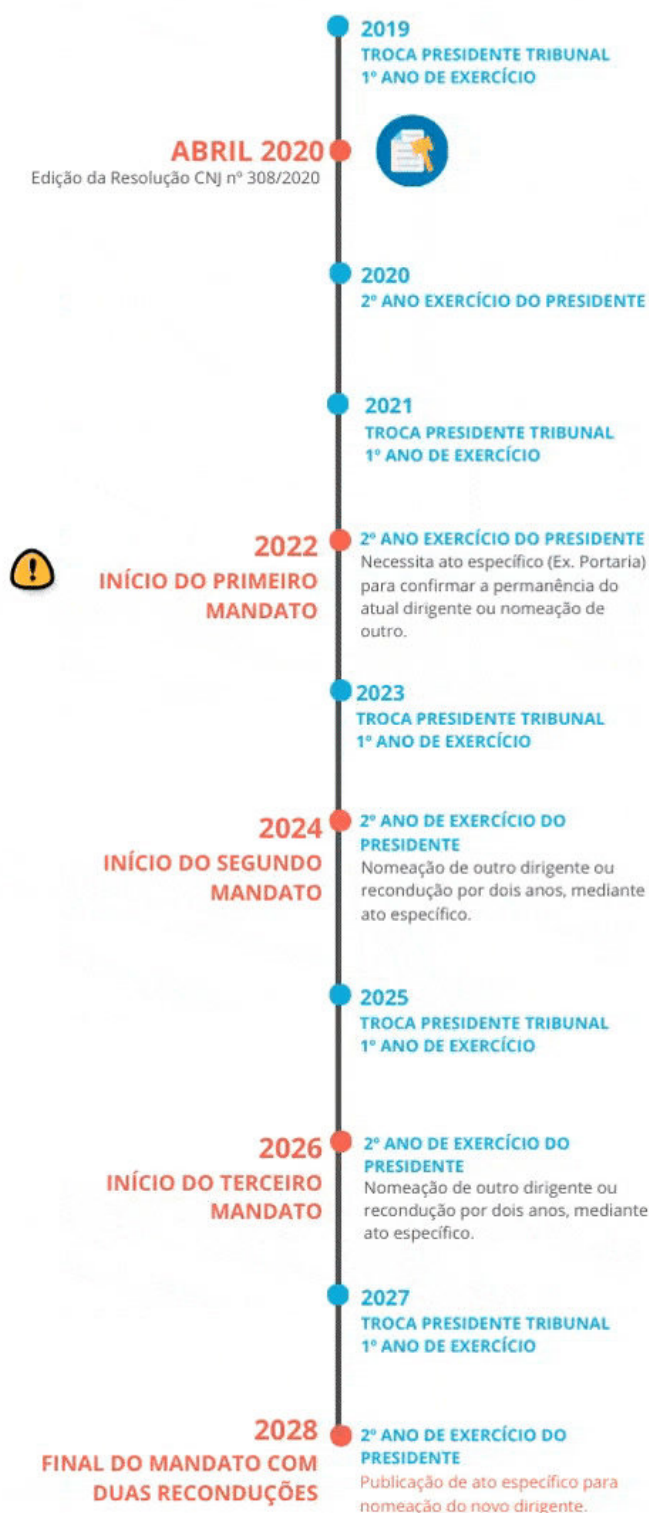 2019
TROCA PRESIDENTE TRIBUNAL
1º ANO DE EXERCÍCIO
ABRIL 2020
Edição da Resolução CNJ nº 308/2020
2020
2º ANO EXERCÍCIO DO PRESIDENTE
2021
TROCA PRESIDENTE TRIBUNAL
1º ANO DE EXERCÍCIO
2022
INÍCIO DO PRIMEIRO
MANDATO
2º ANO EXERCÍCIO DO PRESIDENTE
Necessita ato específico (Ex. Portaria)
para confirmar a permanência do
atual dirigente ou nomeação de
outro.
2023
TROCA PRESIDENTE TRIBUNAL
1º ANO DE EXERCÍCIO
2024
INÍCIO DO SEGUNDO
MANDATO
2º ANO DE EXERCÍCIO DO
PRESIDENTE
Nomeação de outro dirigente ou
recondução por dois anos, mediante
ato específico.
2025
TROCA PRESIDENTE TRIBUNAL
1º ANO DE EXERCÍCIO
2026
INÍCIO DO TERCEIRO
MANDATO
2º ANO DE EXERCÍCIO DO
PRESIDENTE
Nomeação de outro dirigente ou
recondução por dois anos, mediante
ato específico.
2027
TROCA PRESIDENTE TRIBUNAL
1º ANO DE EXERCÍCIO
2028
FINAL DO MANDATO COM
DUAS RECONDUÇÕES
2º ANO DE EXERCÍCIO DO
PRESIDENTE
Publicação de ato específico para
nomeação do novo dirigente.